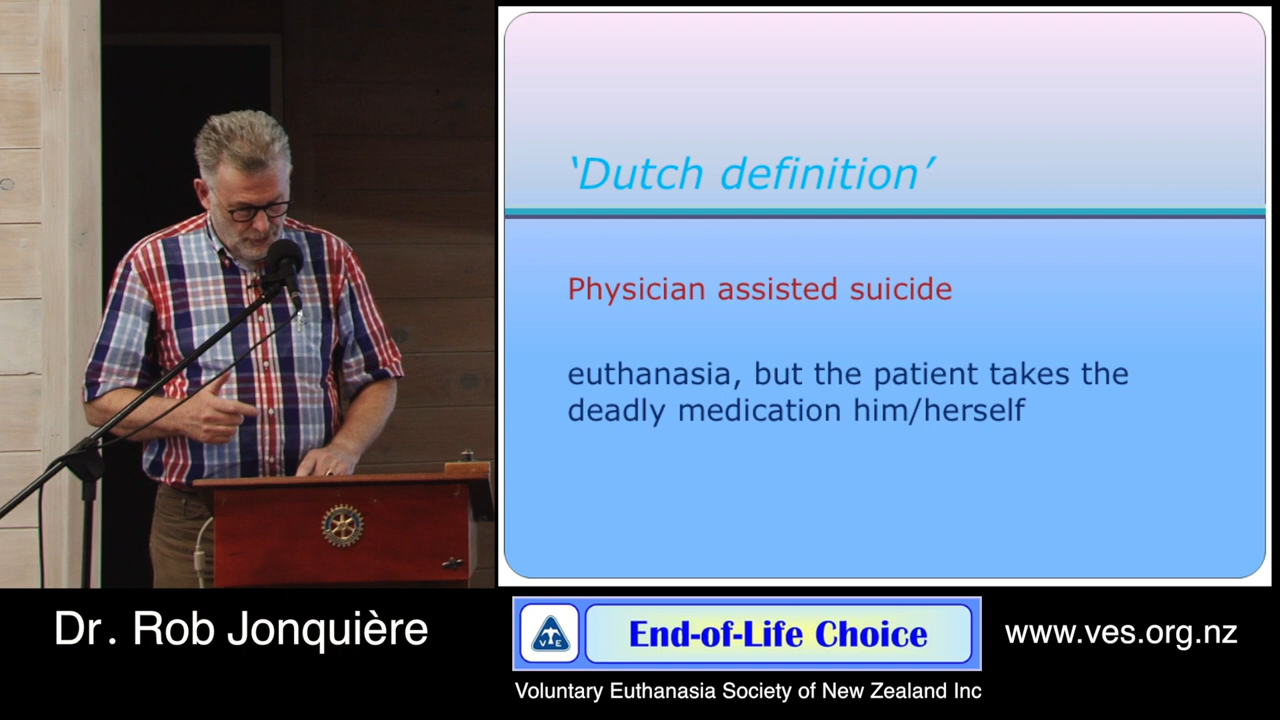 ‘Dutch definition’
Physician assisted suicide
euthanasia, but the patient takes the
deadly medication him/herself
Dr. Rob Jonquière
VE
End-of-Life Choice
www.ves.org.nz
Voluntary Euthanasia Society of New Zealand Inc